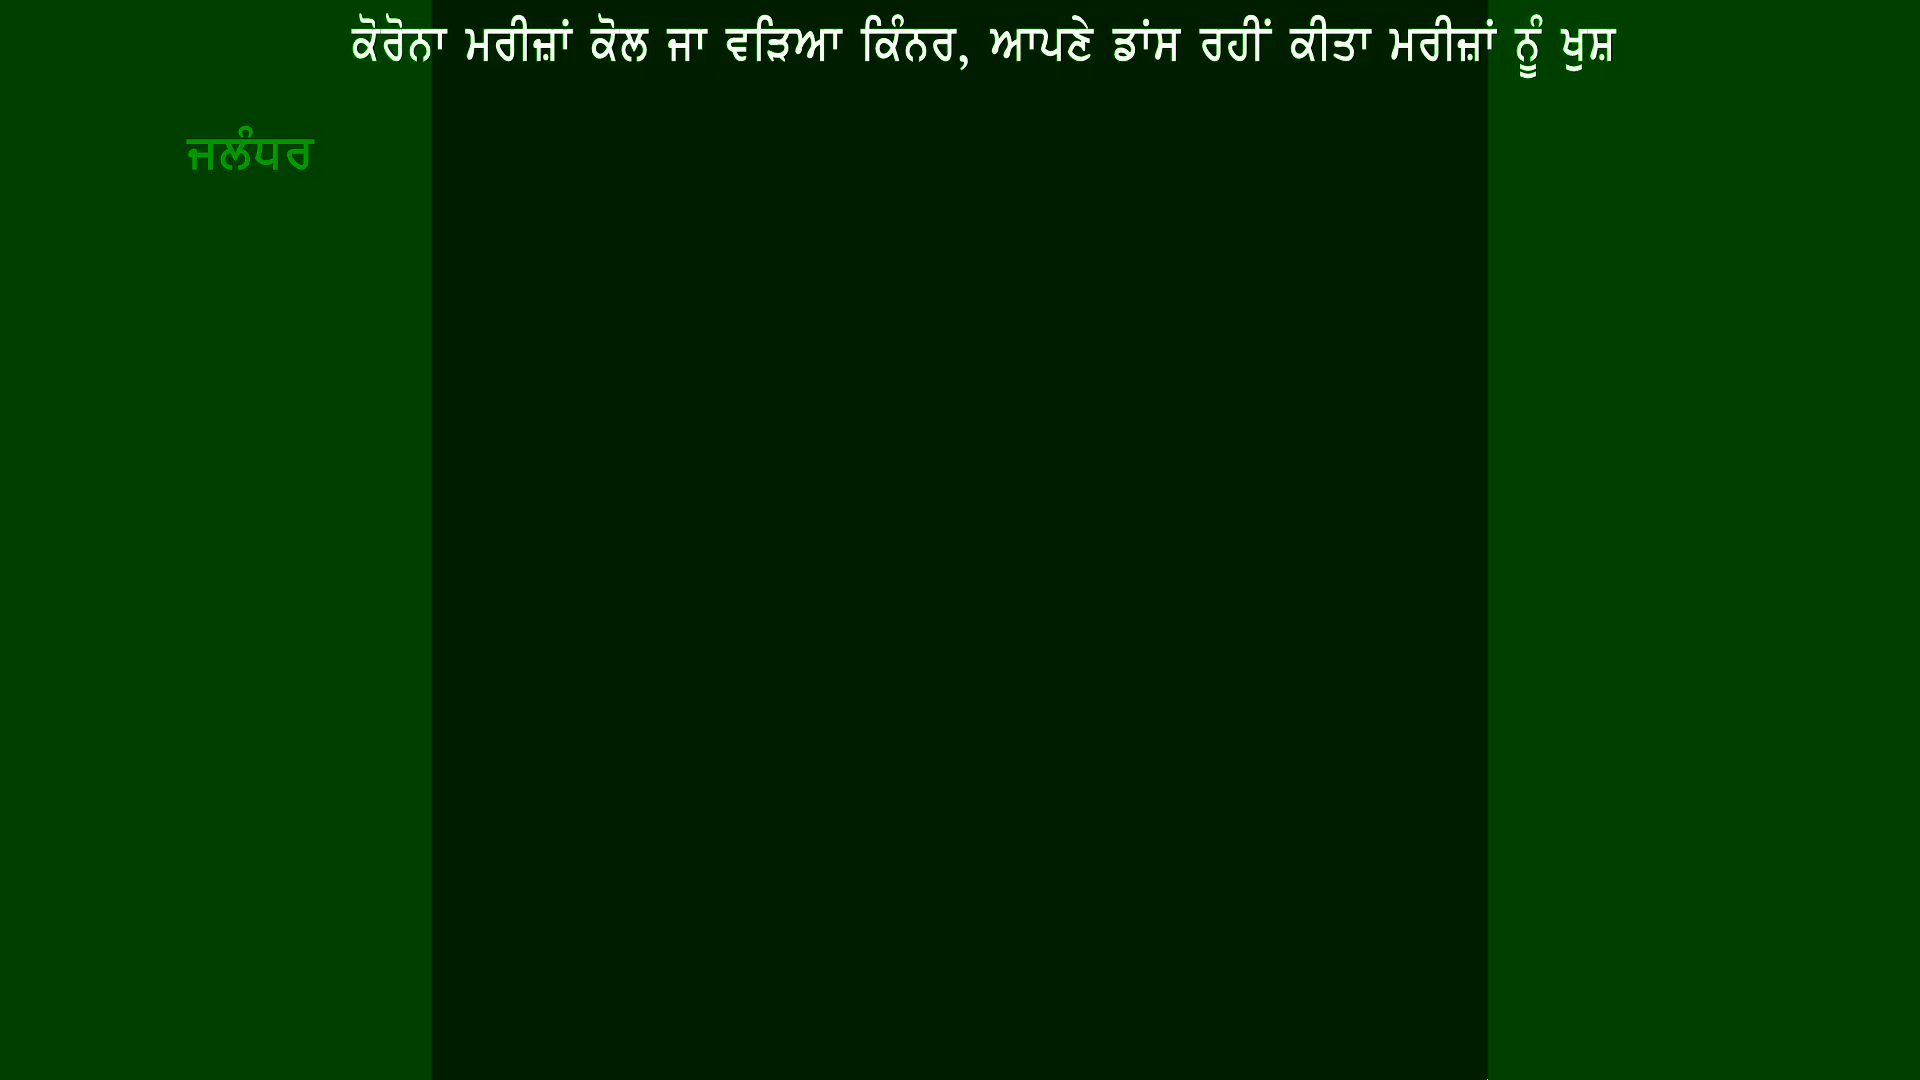 ਕੋਰੋਨਾ ਮਰੀਜ਼ਾਂ ਕੋਲ ਜਾ ਵੜਿਆ ਕਿੰਨਰ, ਆਪਣੇ ਡਾਂਸ ਰਹੀਂ ਕੀਤਾ ਮਰੀਜ਼ਾਂ ਨੂੰ ਖੁਸ਼
ਜਲੰਧਰ